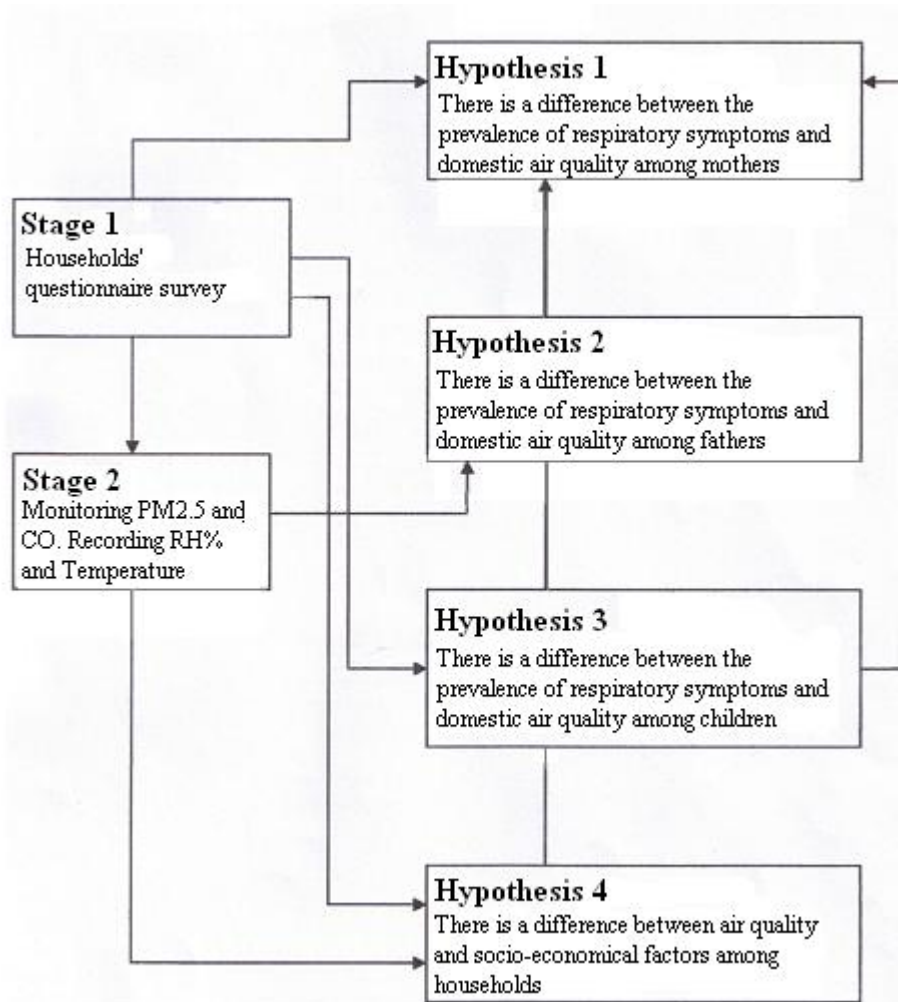 Hypothesis 1
There is a difference between the
prevalence of respiratory symptoms and
domestic air quality among mothers
Stage 1
Households'
questionnaire survey
Hypothesis 2
There is a difference between the
prevalence of respiratory symptoms and
domestic air quality among fathers
Stage 2
Monitoring PM2.5 and
CO. Recording RH%
and Temperature
Hypothesis 3
There is a difference between the
prevalence of respiratory symptoms and
domestic air quality among children
Hypothesis 4
There is a difference between air quality
and socio-economical factors among
households